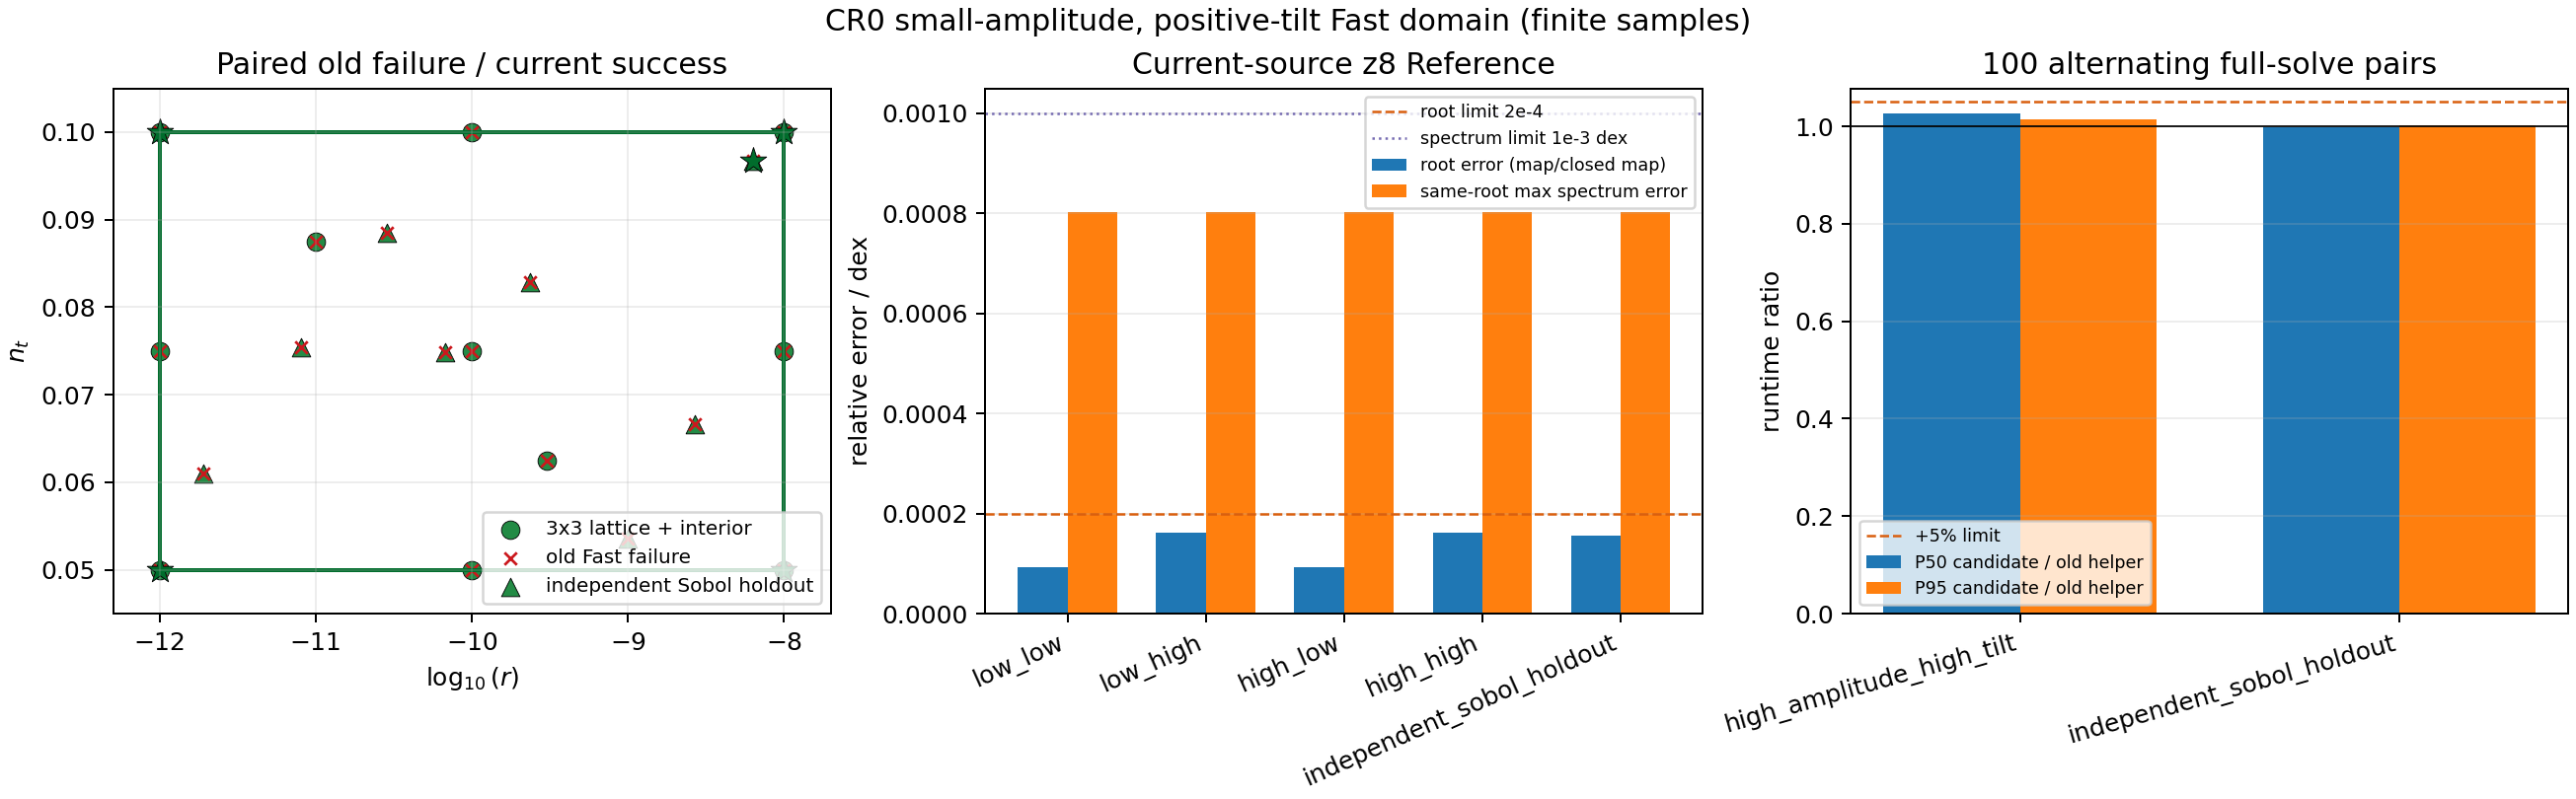 CR0 small-amplitude, positive-tilt Fast domain (finite samples)
Paired old failure / current success
0.10
0.09
0.08
0.07
0.06
0.05
n_t
−12
−11
−10
−9
−8
log₁₀(r)
3x3 lattice + interior
old Fast failure
independent Sobol holdout
Current-source z8 Reference
0.0010
0.0008
0.0006
0.0004
0.0002
0.0000
relative error / dex
root limit 2e-4
spectrum limit 1e-3 dex
root error (map/closed map)
same-root max spectrum error
low_low
low_high
high_low
high_high
independent_sobol_holdout
100 alternating full-solve pairs
1.0
0.8
0.6
0.4
0.2
0.0
runtime ratio
+5% limit
P50 candidate / old helper
P95 candidate / old helper
high_amplitude_high_tilt
independent_sobol_holdout